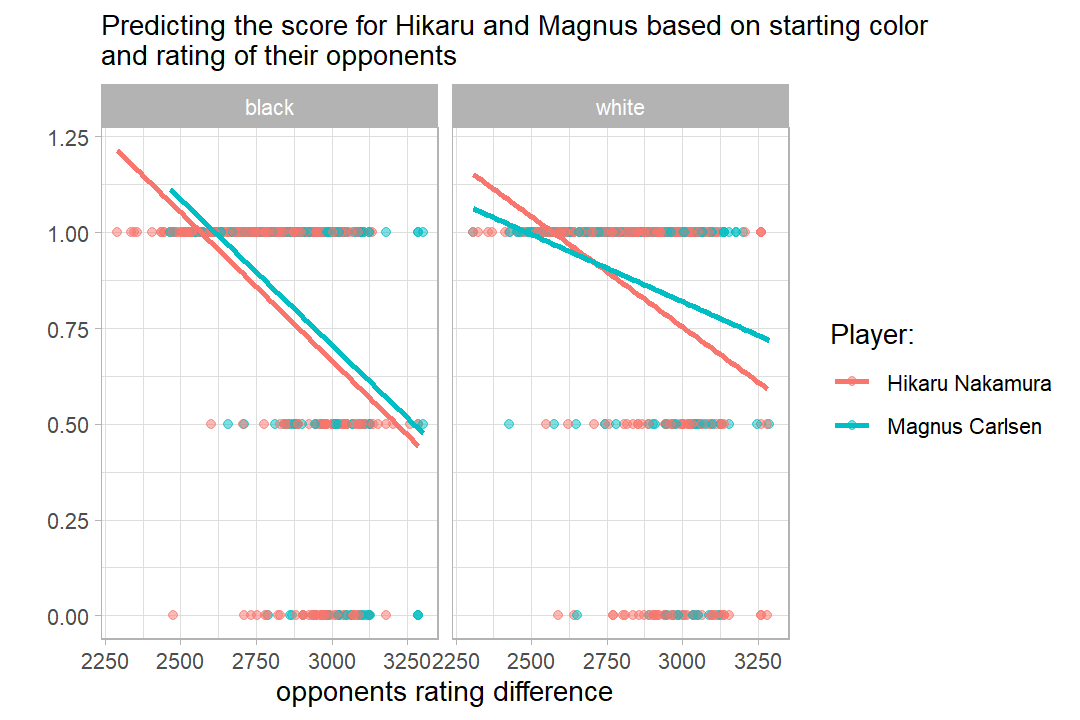 Predicting the score for Hikaru and Magnus based on starting color
and rating of their opponents
black
white
1.25
1.00
0.75
0.50
0.25
0.00
2250 2500 2750 3000 3250 2250 2500 2750 3000 3250
opponents rating difference
Player:
Hikaru Nakamura
Magnus Carlsen